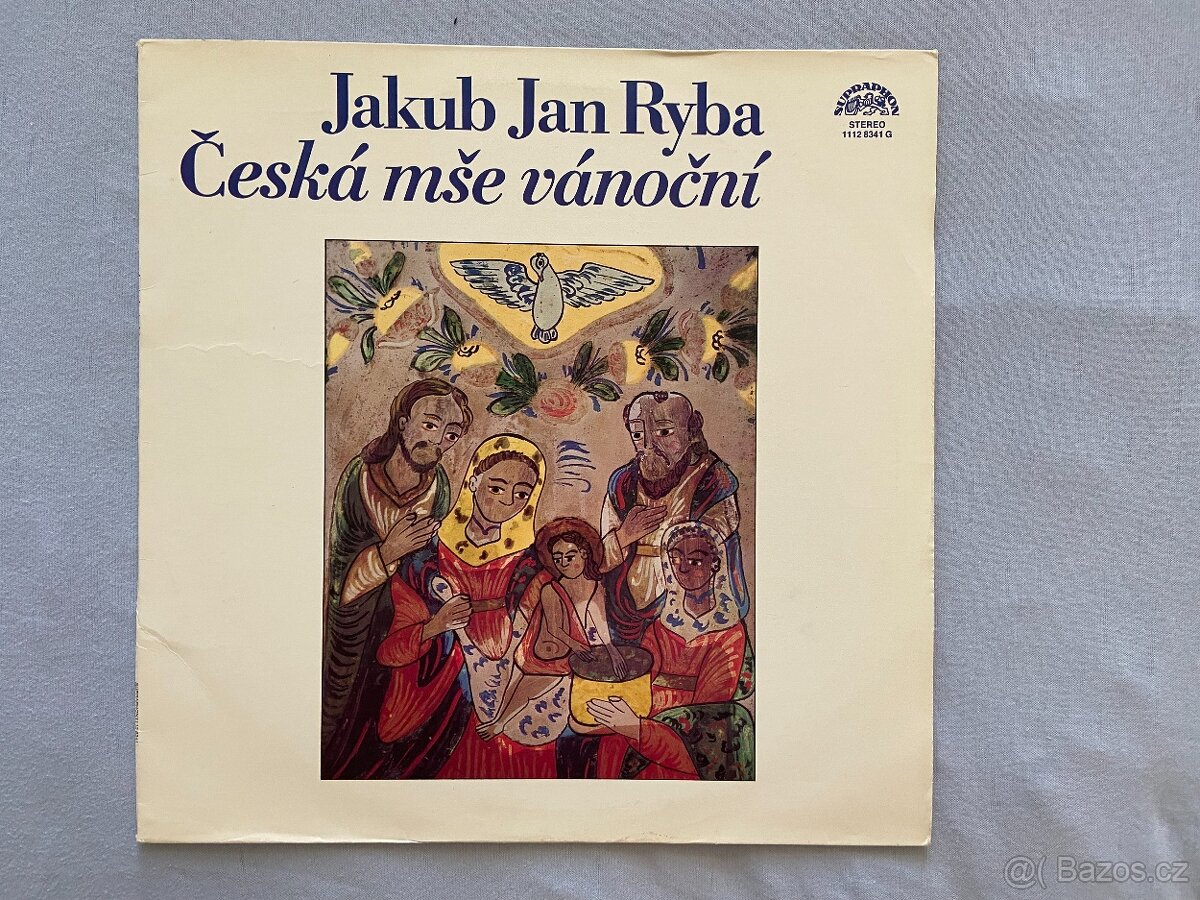 Jakub Jan Ryba
Česká mše vánoční
SUPRAPHON
STEREO
1112 8341 G
@( Bazos.cz